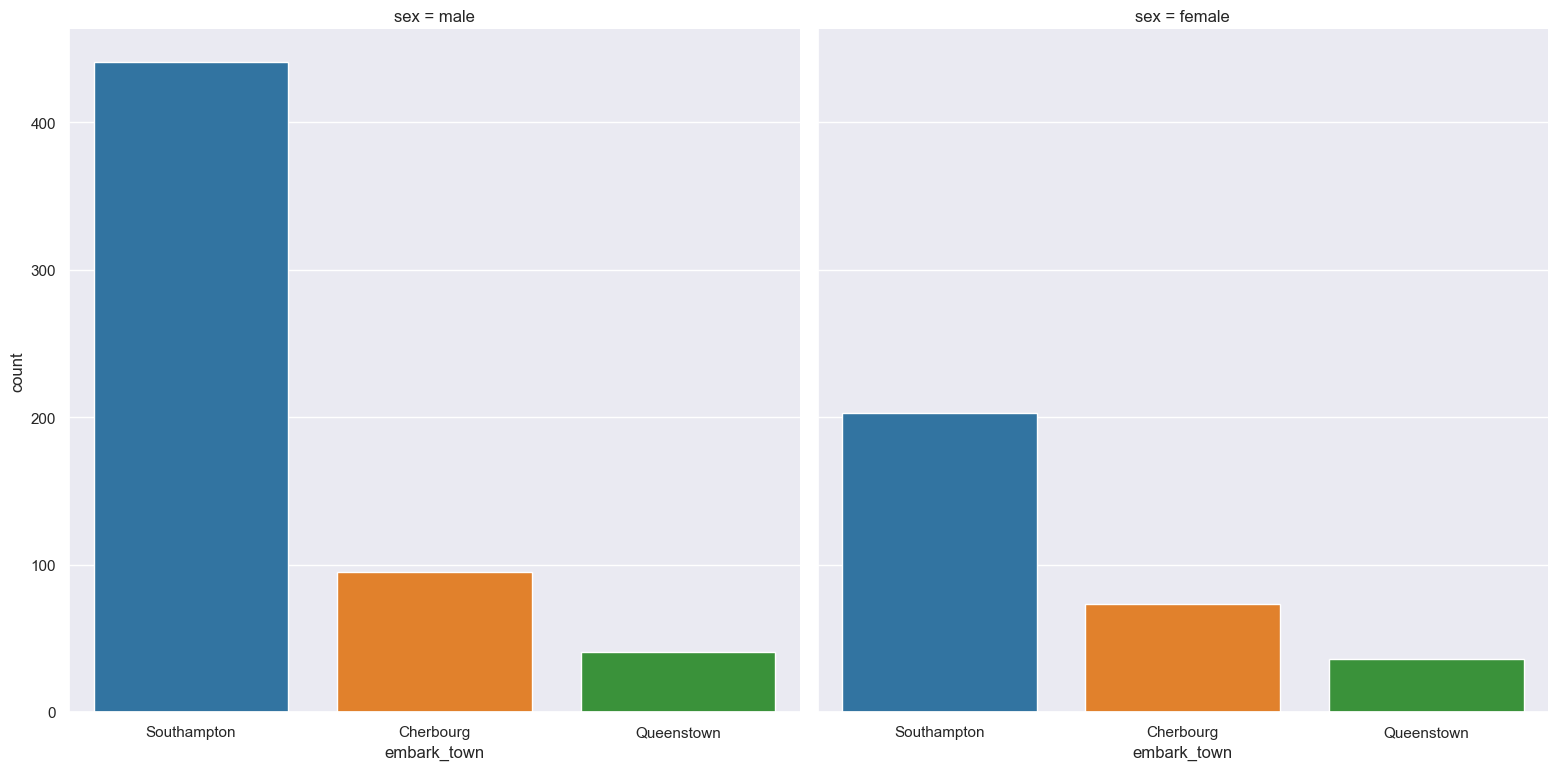 sex = male
sex = female
count
400
300
200
100
0
Southampton
Cherbourg
Queenstown
embark_town
Southampton
Cherbourg
Queenstown
embark_town